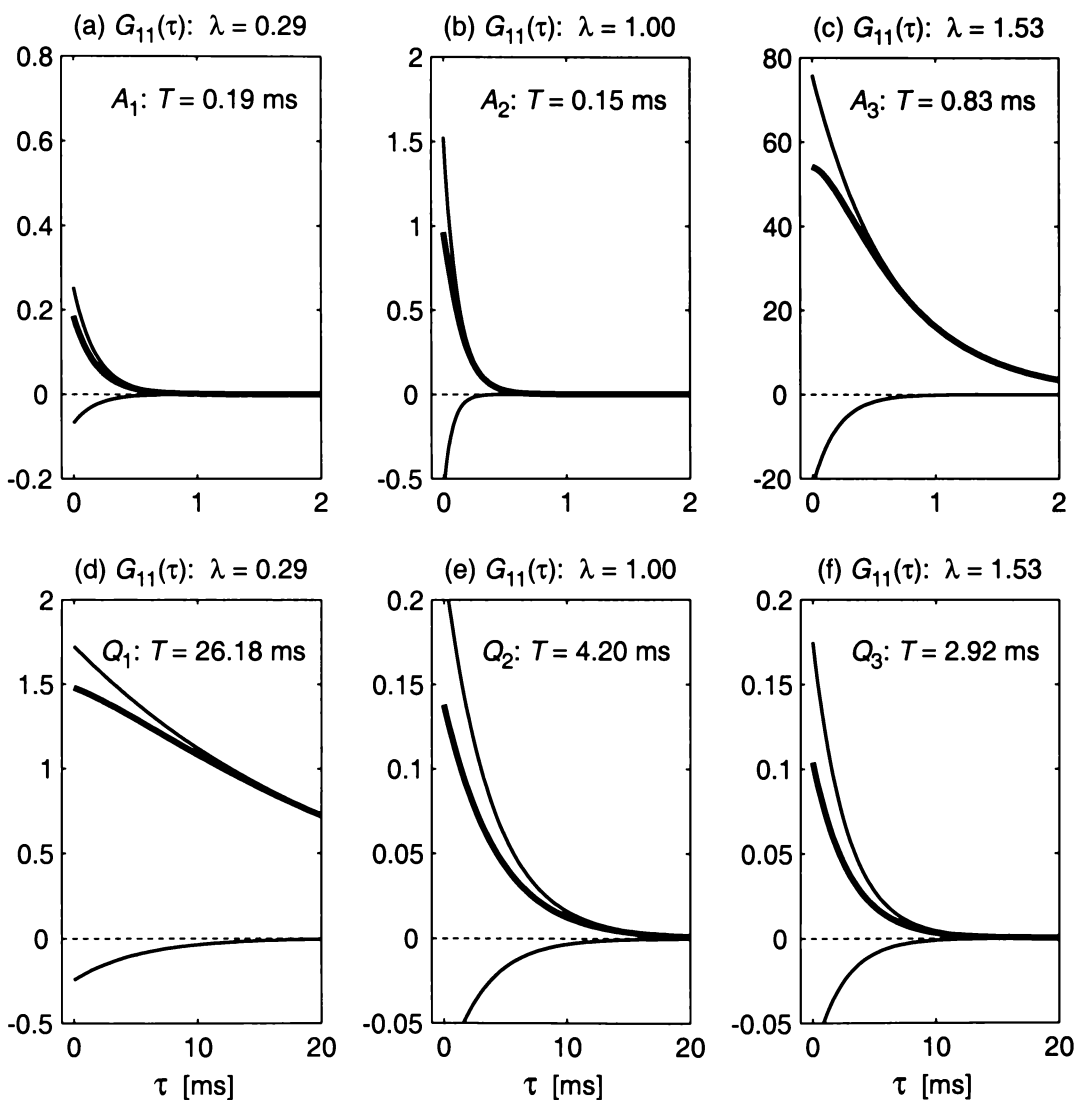 (a) G₁₁(τ): λ = 0.29
0.8
0.6
0.4
0.2
0
-0.2
A₁: T = 0.19 ms
0 1 2
(b) G₁₁(τ): λ = 1.00
2
1.5
1
0.5
0
-0.5
A₂: T = 0.15 ms
0 1 2
(c) G₁₁(τ): λ = 1.53
80
60
40
20
0
-20
A₃: T = 0.83 ms
0 1 2
(d) G₁₁(τ): λ = 0.29
2
1.5
1
0.5
0
-0.5
Q₁: T = 26.18 ms
0 10 20
τ [ms]
(e) G₁₁(τ): λ = 1.00
0.2
0.15
0.1
0.05
0
-0.05
Q₂: T = 4.20 ms
0 10 20
τ [ms]
(f) G₁₁(τ): λ = 1.53
0.2
0.15
0.1
0.05
0
-0.05
Q₃: T = 2.92 ms
0 10 20
τ [ms]